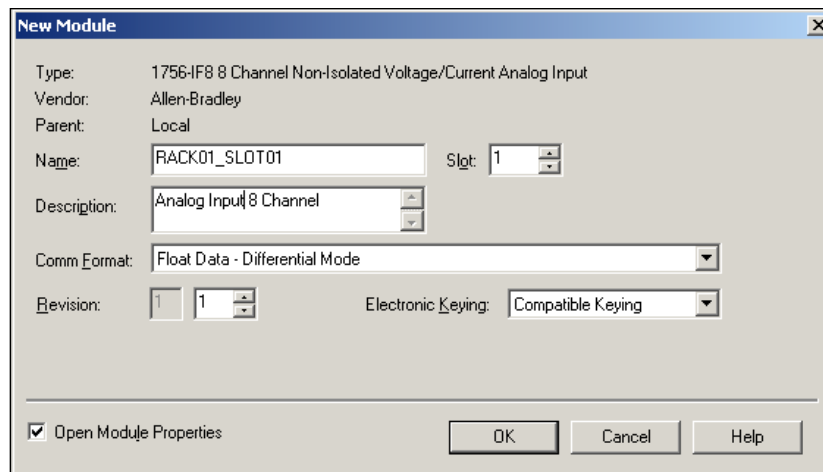 New Module
Type: 1756-IF8 8 Channel Non-Isolated Voltage/Current Analog Input
Vendor: Allen-Bradley
Parent: Local
Name: RACK01_SLOT01 Slot: 1
Description: Analog Input 8 Channel
Comm Format: Float Data - Differential Mode
Revision: 1 1 Electronic Keying: Compatible Keying
Open Module Properties OK Cancel Help